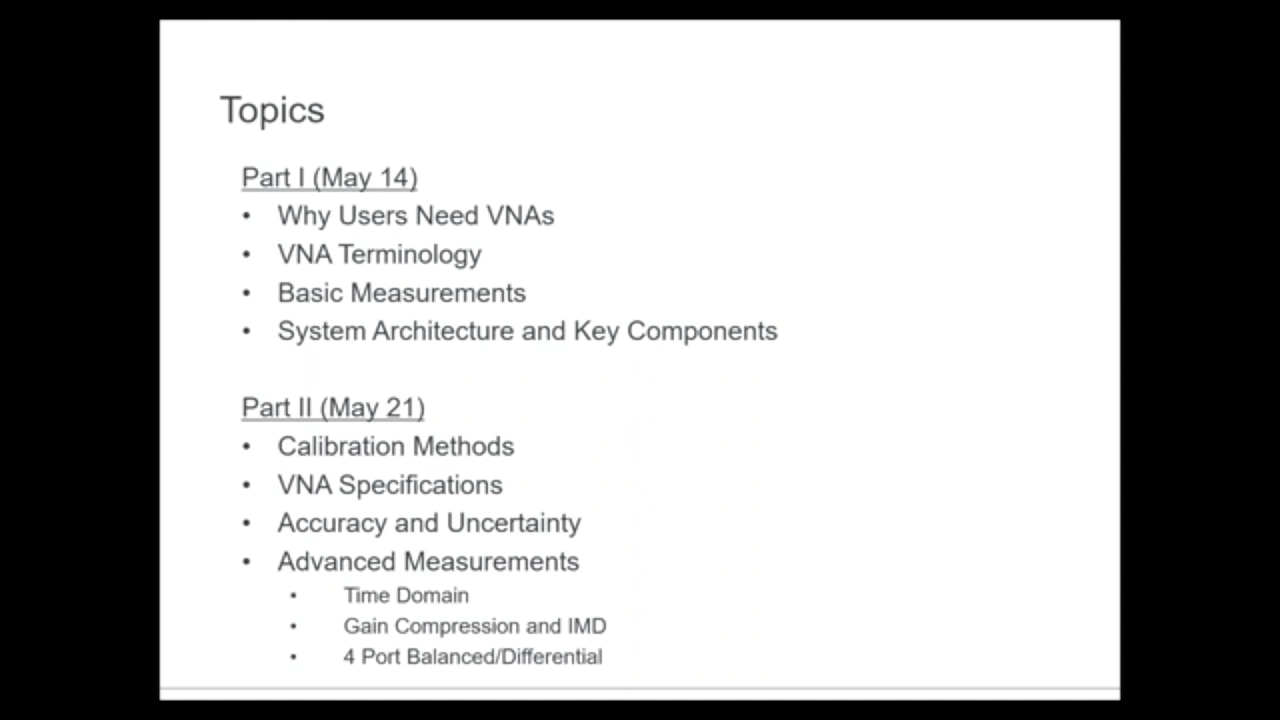 Topics
Part I (May 14)
• Why Users Need VNAs
• VNA Terminology
• Basic Measurements
• System Architecture and Key Components
Part II (May 21)
• Calibration Methods
• VNA Specifications
• Accuracy and Uncertainty
• Advanced Measurements
• Time Domain
• Gain Compression and IMD
• 4 Port Balanced/Differential